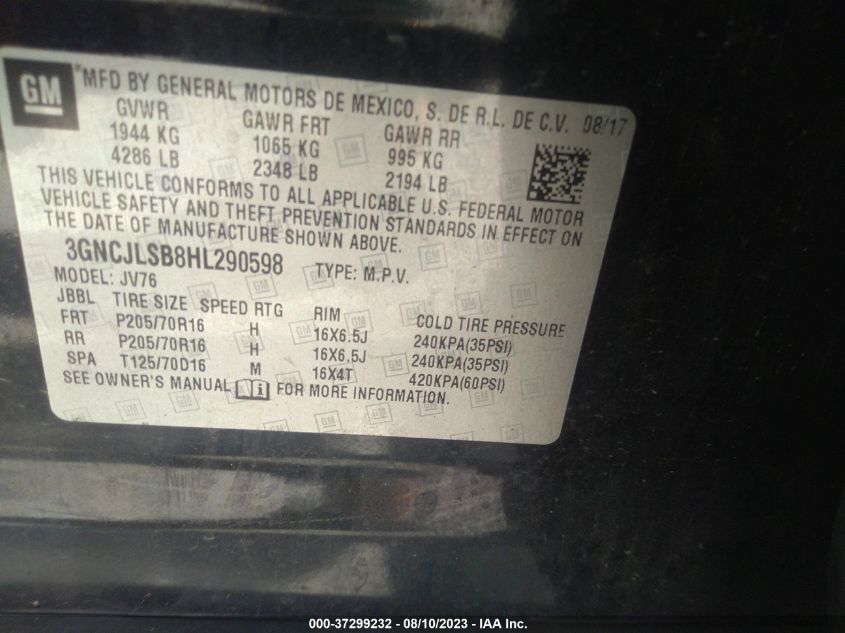 GM
*MFD BY GENERAL MOTORS DE MEXICO, S. DE R.L. DE C.V. 08/17
GVWR GAWR FRT GAWR RR
1944 KG 1065 KG 995 KG
4286 LB 2348 LB 2194 LB
THIS VEHICLE CONFORMS TO ALL APPLICABLE U.S. FEDERAL MOTOR
VEHICLE SAFETY AND THEFT PREVENTION STANDARDS IN EFFECT ON
THE DATE OF MANUFACTURE SHOWN ABOVE.
3GNCJLSB8HL290598 TYPE: M.P.V.
MODEL: JV76
JBBL TIRE SIZE SPEED RTG RIM COLD TIRE PRESSURE
FRT P205/70R16 H 16X6.5J 240KPA(35PSI)
RR P205/70R16 H 16X6.5J 240KPA(35PSI)
SPA T125/70D16 M 16X4T 420KPA(60PSI)
SEE OWNER'S MANUAL FOR MORE INFORMATION.
000-37299232 - 08/10/2023 - IAA Inc.